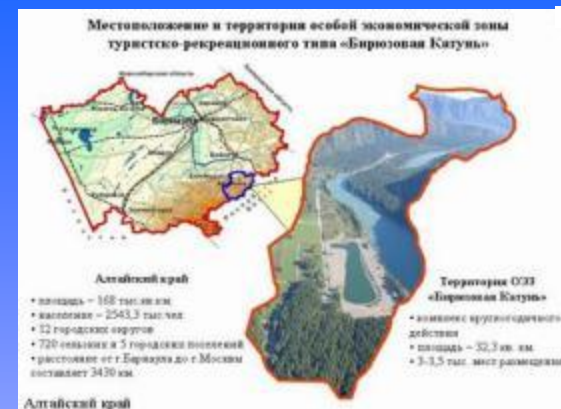 Местоположение и территория особой экономической зоны
туристско-рекреационного типа «Бирюзовая Катунь»
Барнаул
Алтайский край
• площадь – 168 тыс.кв.км
• население – 2543,3 тыс.чел
• 12 городских округов
• 720 сельских и 5 городских поселений
• расстояние от г.Барнаула до г.Москвы
составляет 3430 км
Территория ОЭЗ
«Бирюзовая Катунь»
• комплекс круглогодичного
действия
• площадь – 32,3 кв. км
• 3-3,5 тыс. мест размещения
Алтайский край